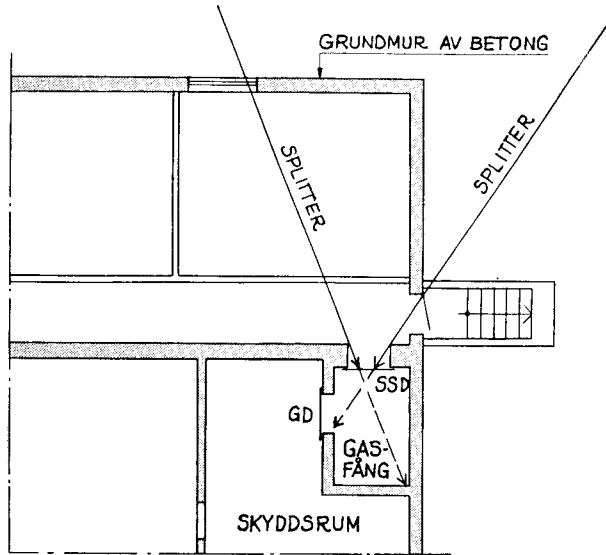 GRUNDMUR AV BETONG
SPLITTER
SPLITTER
SSD
GD
GAS-
FÅNG
SKYDDSRUM